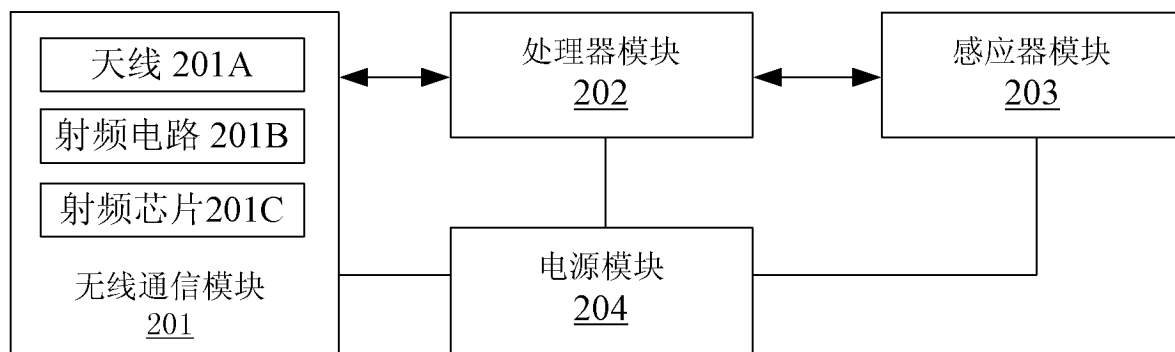 天线 201A
射频电路 201B
射频芯片201C
无线通信模块
201
处理器模块
202
感应器模块
203
电源模块
204